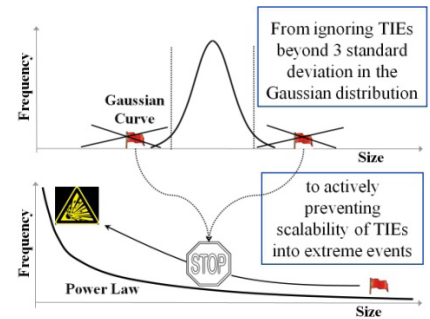 From ignoring TIEs
beyond 3 standard
deviation in the
Gaussian distribution
Frequency
Gaussian
Curve
Size
to actively
preventing
scalability of TIEs
into extreme events
Frequency
STOP
Power Law
Size